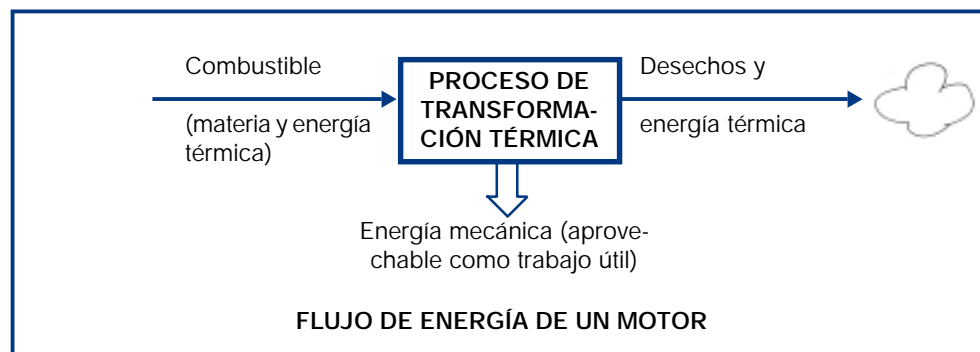 Combustible
(materia y energía
térmica)
PROCESO DE
TRANSFORMA-
CIÓN TÉRMICA
Desechos y
energía térmica
Energía mecánica (aprove-
chable como trabajo útil)
FLUJO DE ENERGÍA DE UN MOTOR